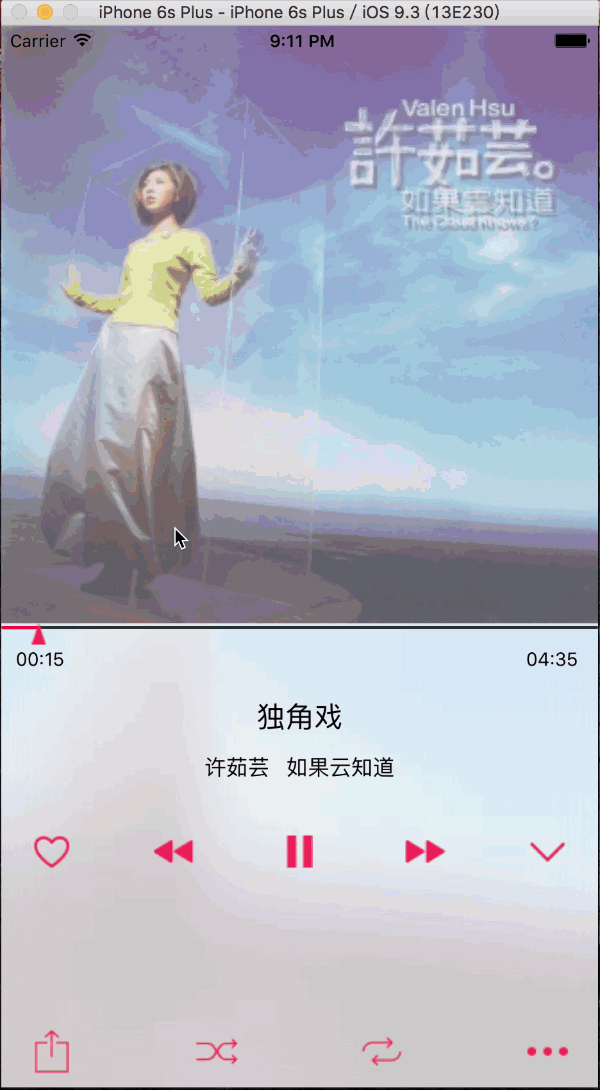 iPhone 6s Plus - iPhone 6s Plus / iOS 9.3 (13E230)
Carrier 9:11 PM
Valen Hsu
許茹芸。
如果雲知道
The Cloud Knows?
00:15 04:35
独角戏
许茹芸 如果云知道